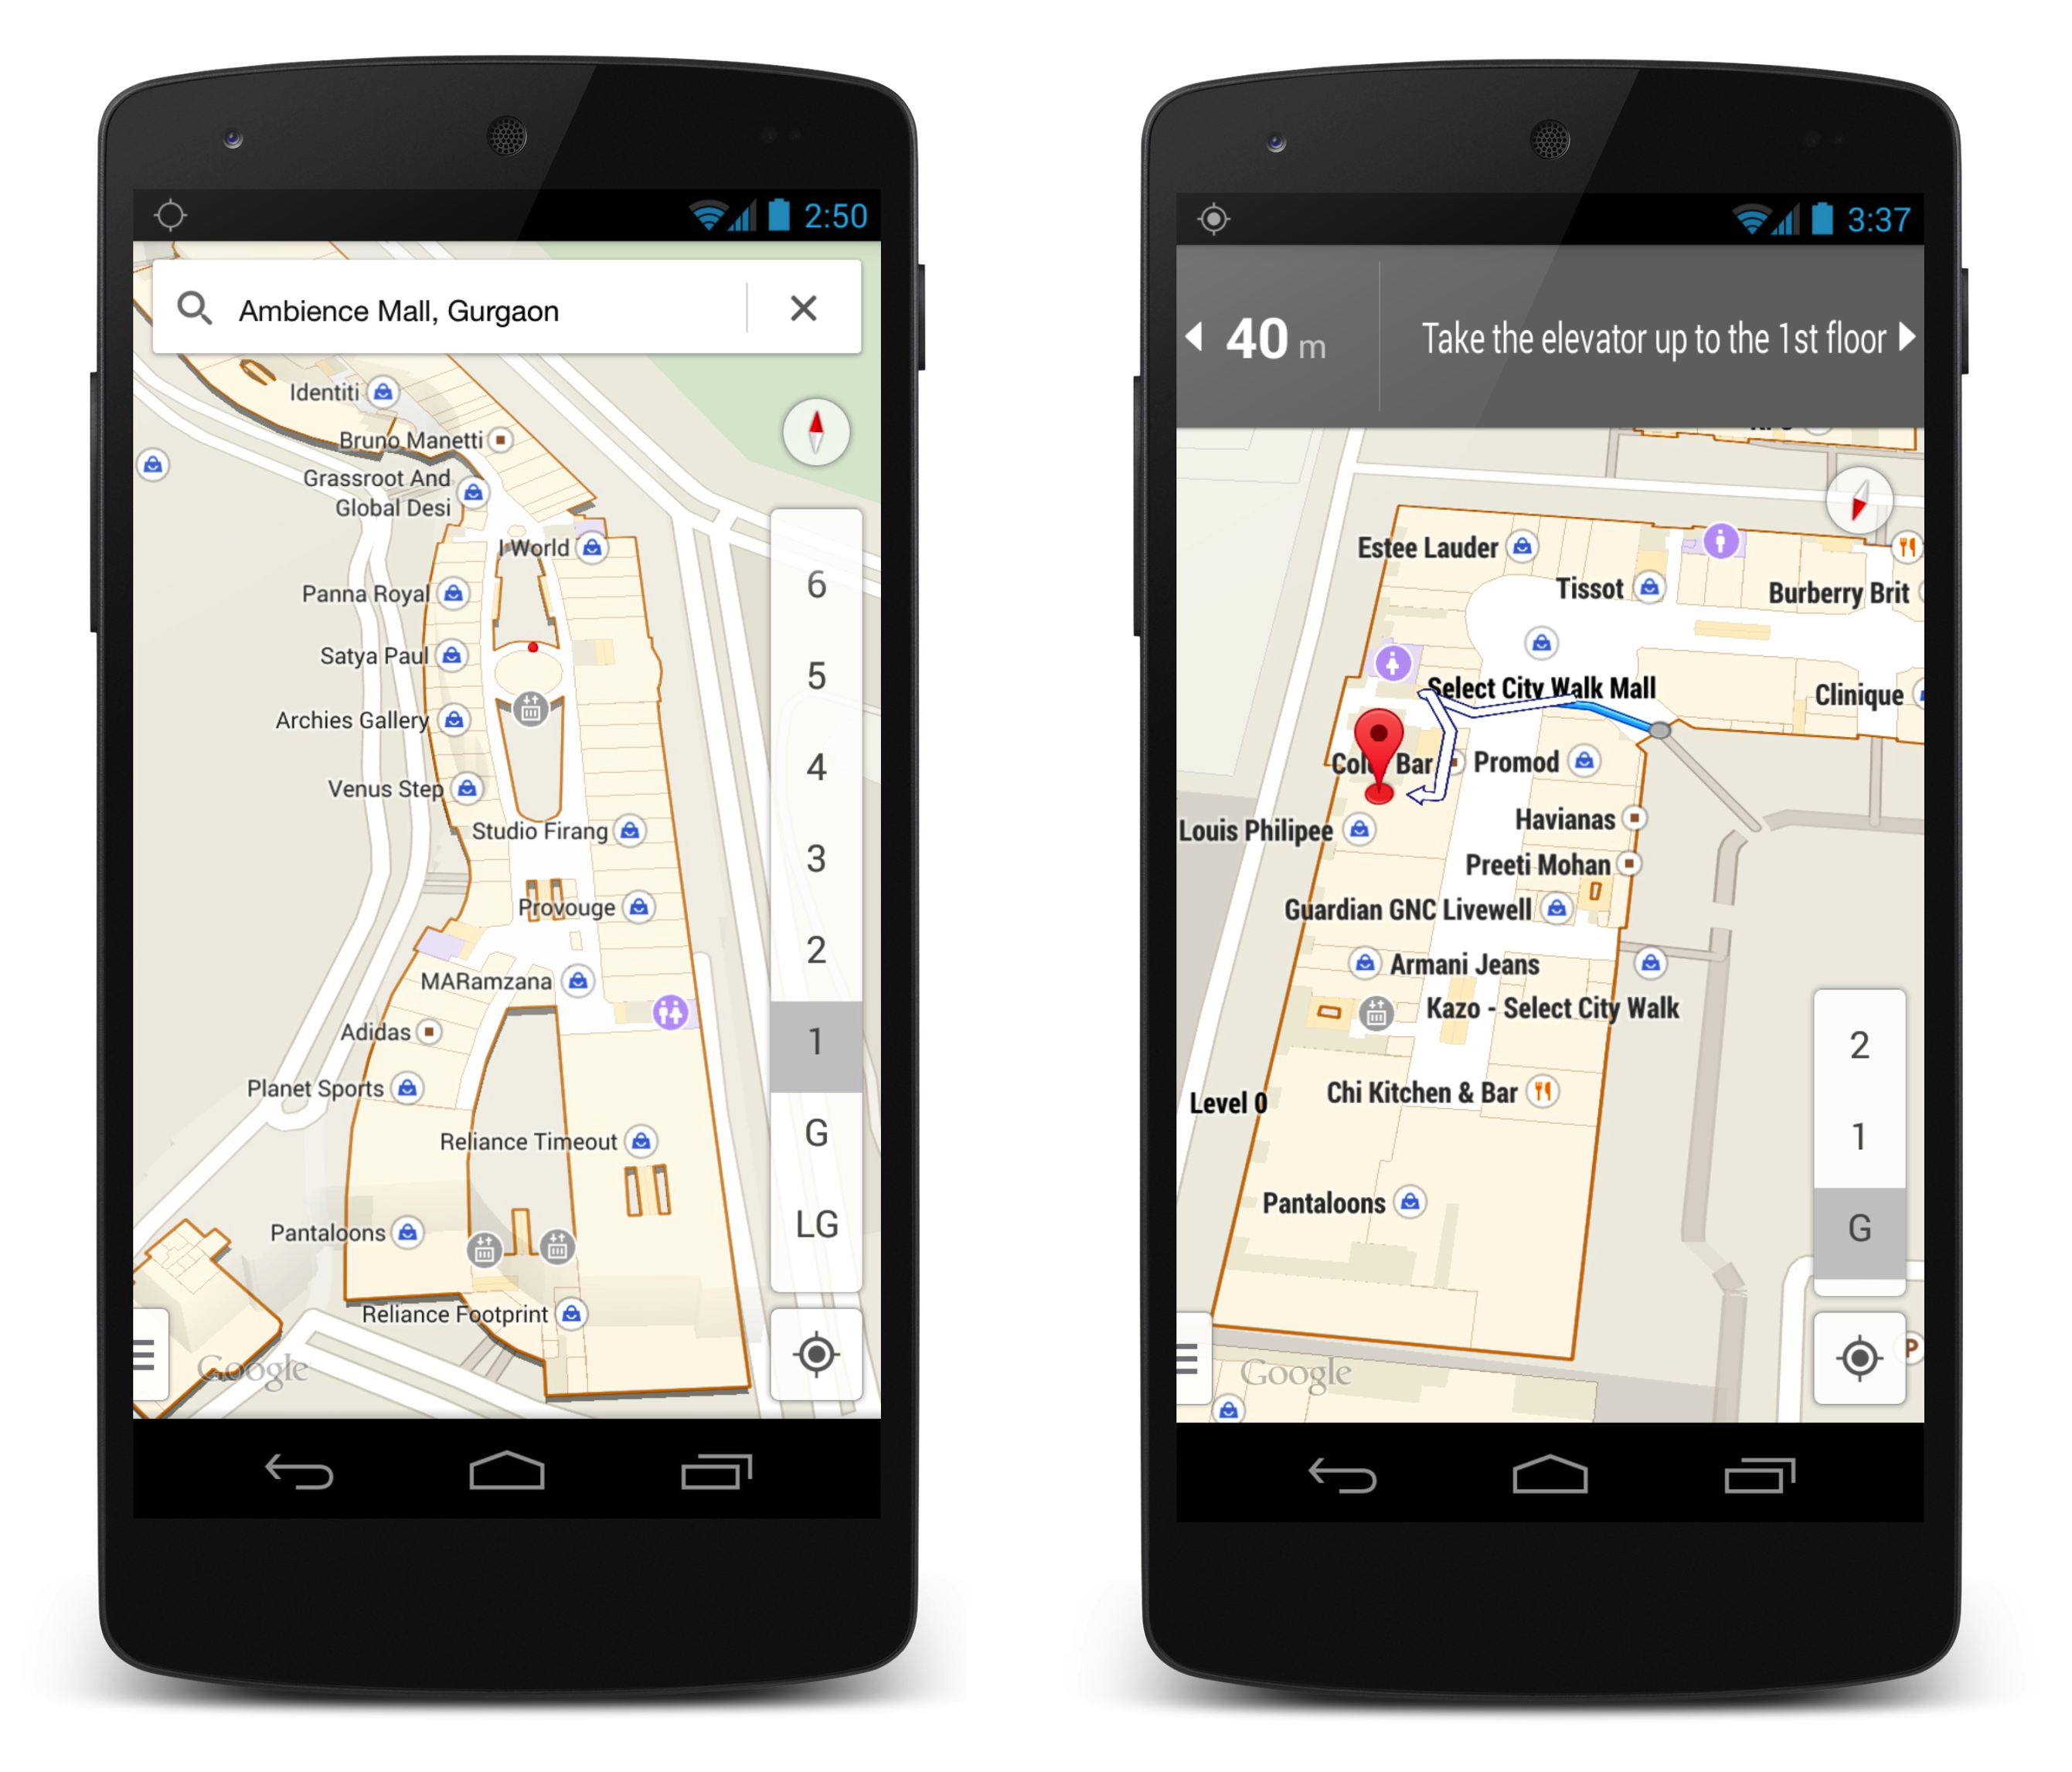 2:50
Ambience Mall, Gurgaon
Identiti
Bruno Manetti
Grassroot And
Global Desi
I World
Panna Royal
Satya Paul
Archies Gallery
Venus Step
Studio Firang
Provouge
MARamzana
Adidas
Planet Sports
Reliance Timeout
Pantaloons
Reliance Footprint
6
5
4
3
2
1
G
LG
Google
3:37
40 m
Take the elevator up to the 1st floor
Estee Lauder
Tissot
Burberry Brit
Select City Walk Mall
Clinique
Bar
Promod
Louis Philipee
Havianas
Preeti Mohan
Guardian GNC Livewell
Armani Jeans
Kazo - Select City Walk
Level 0
Chi Kitchen & Bar
Pantaloons
2
1
G
P
Google